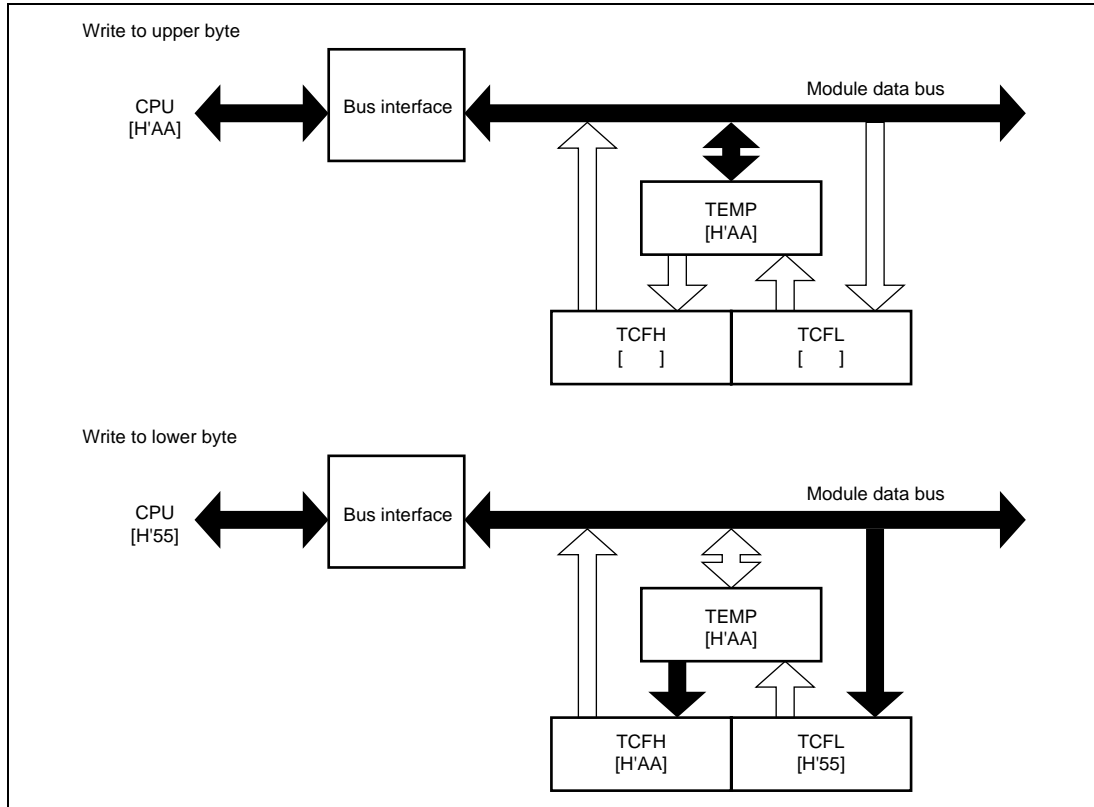 Write to upper byte
Module data bus
CPU
[H'AA]
Bus interface
TEMP
[H'AA]
TCFH
[ ]
TCFL
[ ]
Write to lower byte
Module data bus
CPU
[H'55]
Bus interface
TEMP
[H'AA]
TCFH
[H'AA]
TCFL
[H'55]